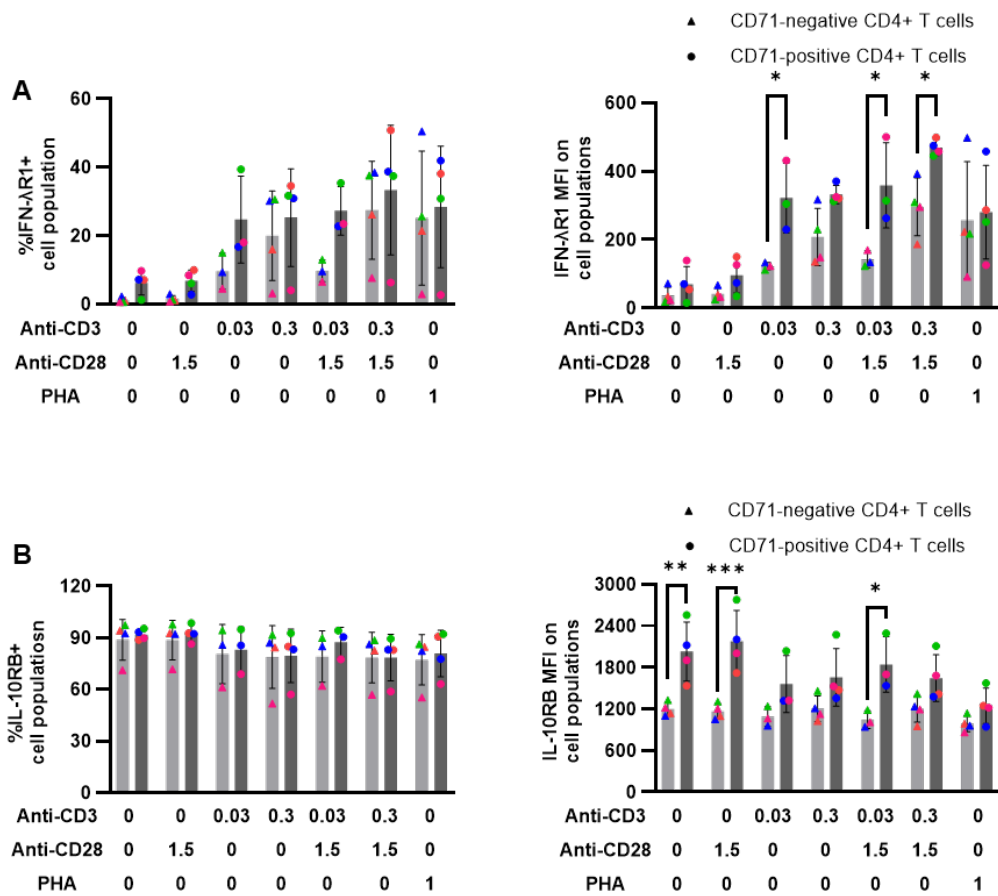 CD71-negative CD4+ T cells
CD71-positive CD4+ T cells
A
%IFN-λR1+
cell population
60
40
20
0
Anti-CD3 0 0 0.03 0.3 0.03 0.3 0
Anti-CD28 0 1.5 0 0 1.5 1.5 0
PHA 0 0 0 0 0 0 1
IFN-λR1 MFI on
cell populations
600
400
200
0
* * *
Anti-CD3 0 0 0.03 0.3 0.03 0.3 0
Anti-CD28 0 1.5 0 0 1.5 1.5 0
PHA 0 0 0 0 0 0 1
CD71-negative CD4+ T cells
CD71-positive CD4+ T cells
B
%IL-10RB+
cell populatiosn
120
90
60
30
0
Anti-CD3 0 0 0.03 0.3 0.03 0.3 0
Anti-CD28 0 1.5 0 0 1.5 1.5 0
PHA 0 0 0 0 0 0 1
IL-10RB MFI on
cell populations
3000
2400
1800
1200
600
0
** *** *
Anti-CD3 0 0 0.03 0.3 0.03 0.3 0
Anti-CD28 0 1.5 0 0 1.5 1.5 0
PHA 0 0 0 0 0 0 1